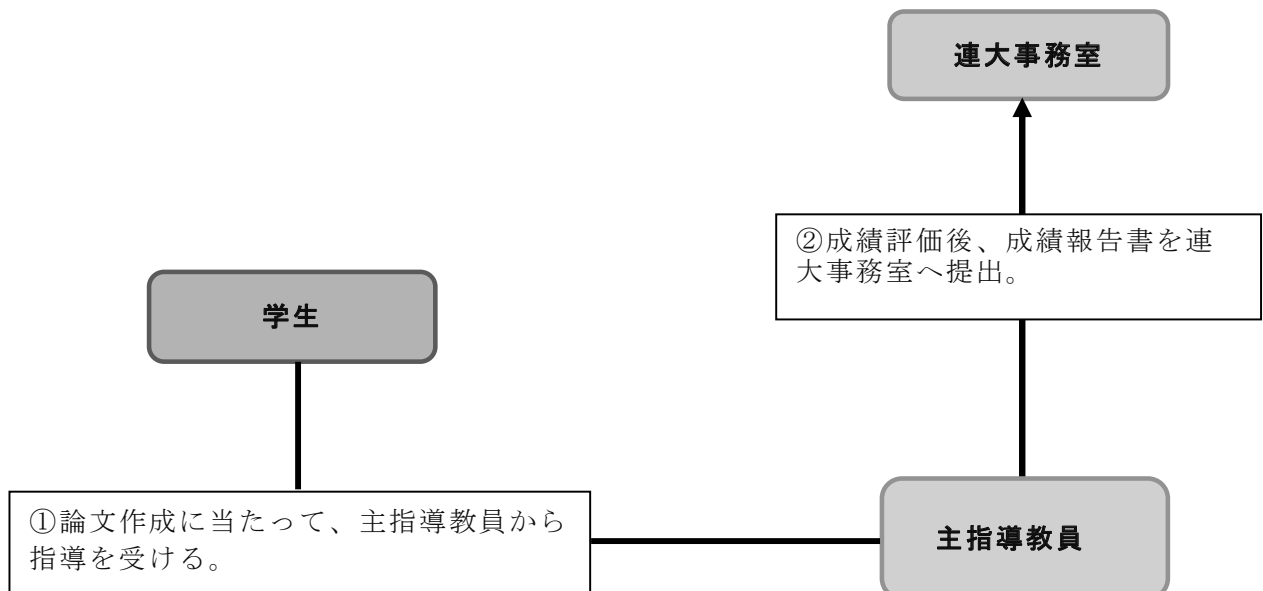 連大事務室
②成績評価後、成績報告書を連
大事務室へ提出。
学生
①論文作成に当たって、主指導教員から
指導を受ける。
主指導教員